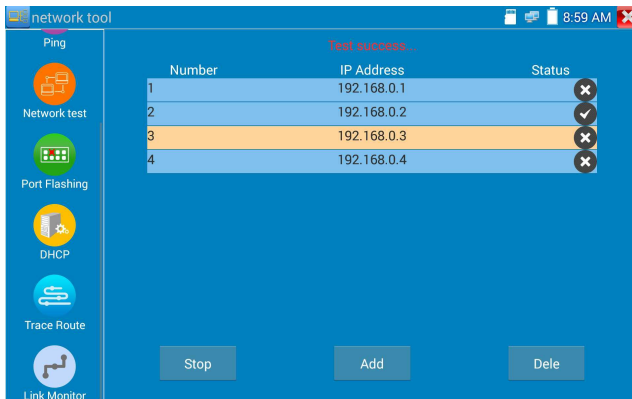 network tool
8:59 AM
Ping
Network test
Port Flashing
DHCP
Trace Route
Link Monitor
Test success...
Number IP Address Status
1 192.168.0.1
2 192.168.0.2
3 192.168.0.3
4 192.168.0.4
Stop Add Dele